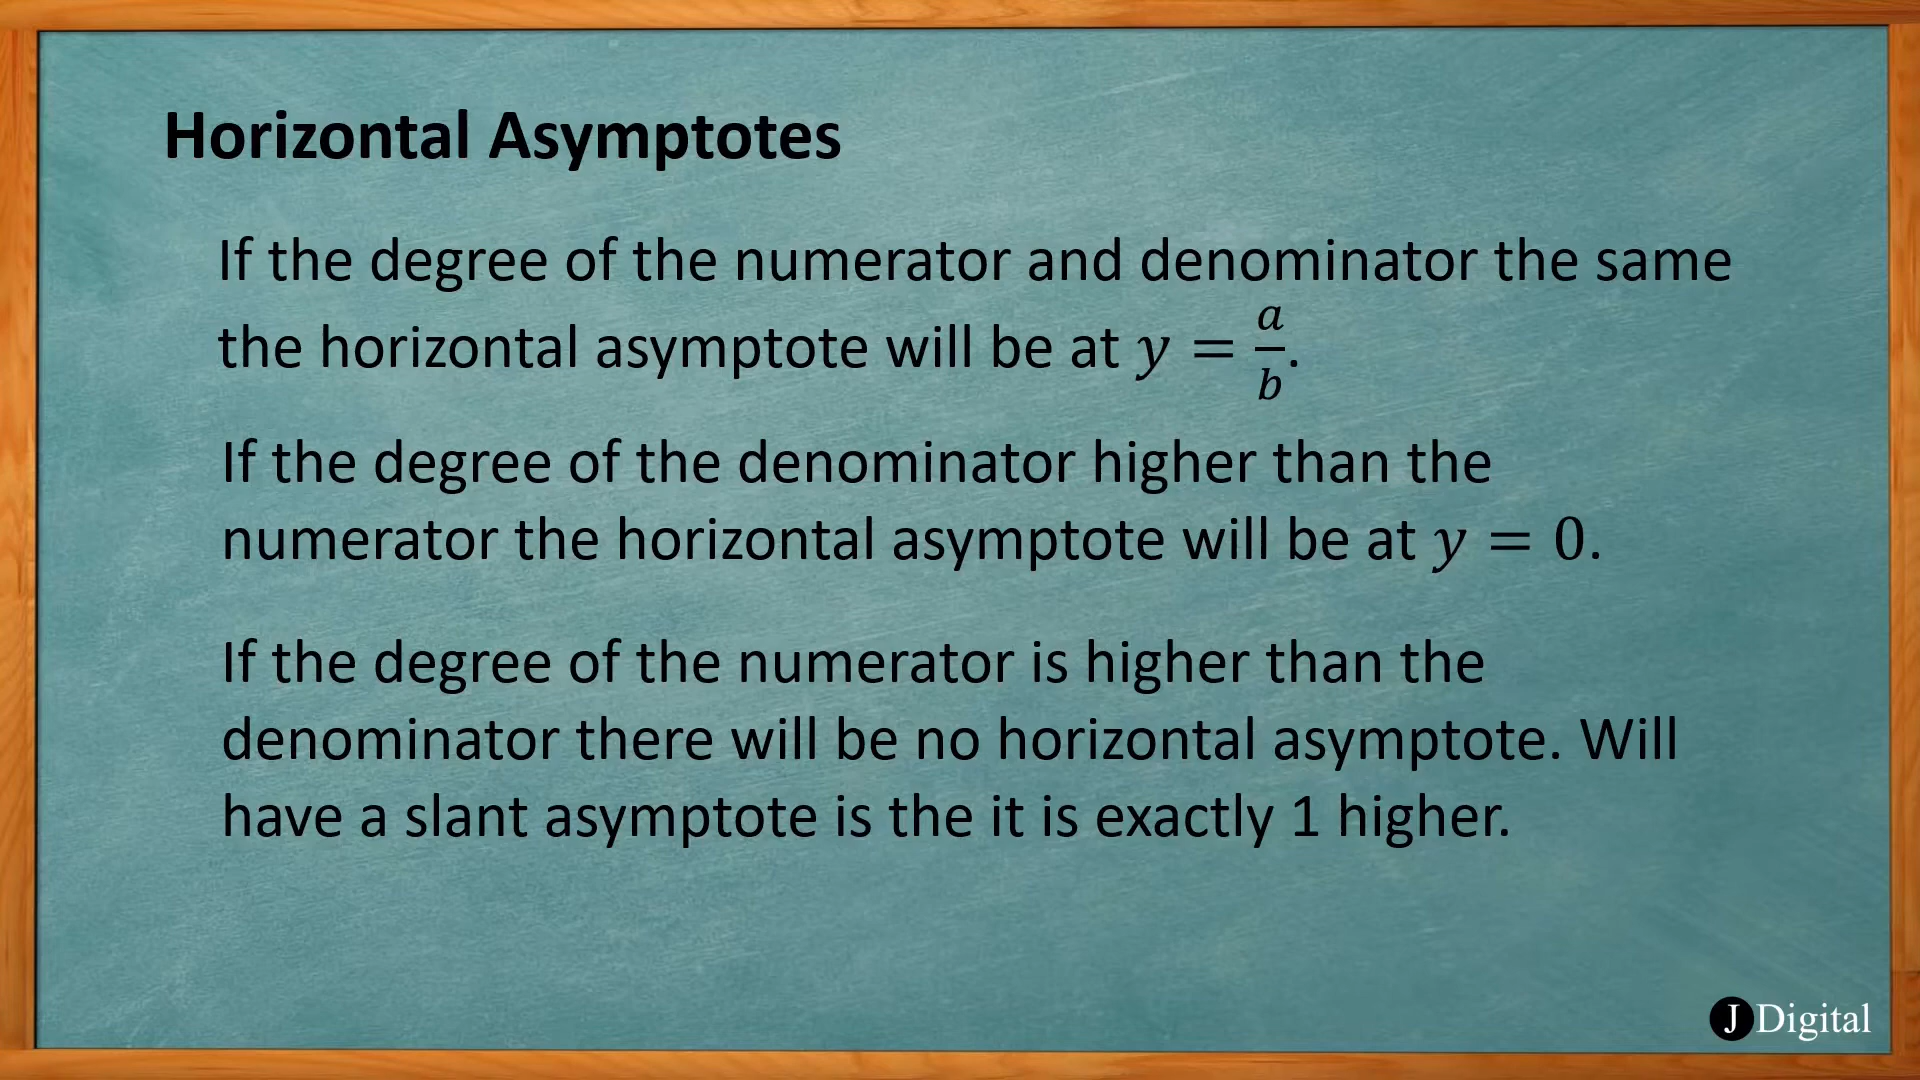 Horizontal Asymptotes
If the degree of the numerator and denominator the same
the horizontal asymptote will be at y = a/b.
If the degree of the denominator higher than the
numerator the horizontal asymptote will be at y = 0.
If the degree of the numerator is higher than the
denominator there will be no horizontal asymptote. Will
have a slant asymptote is the it is exactly 1 higher.
J Digital